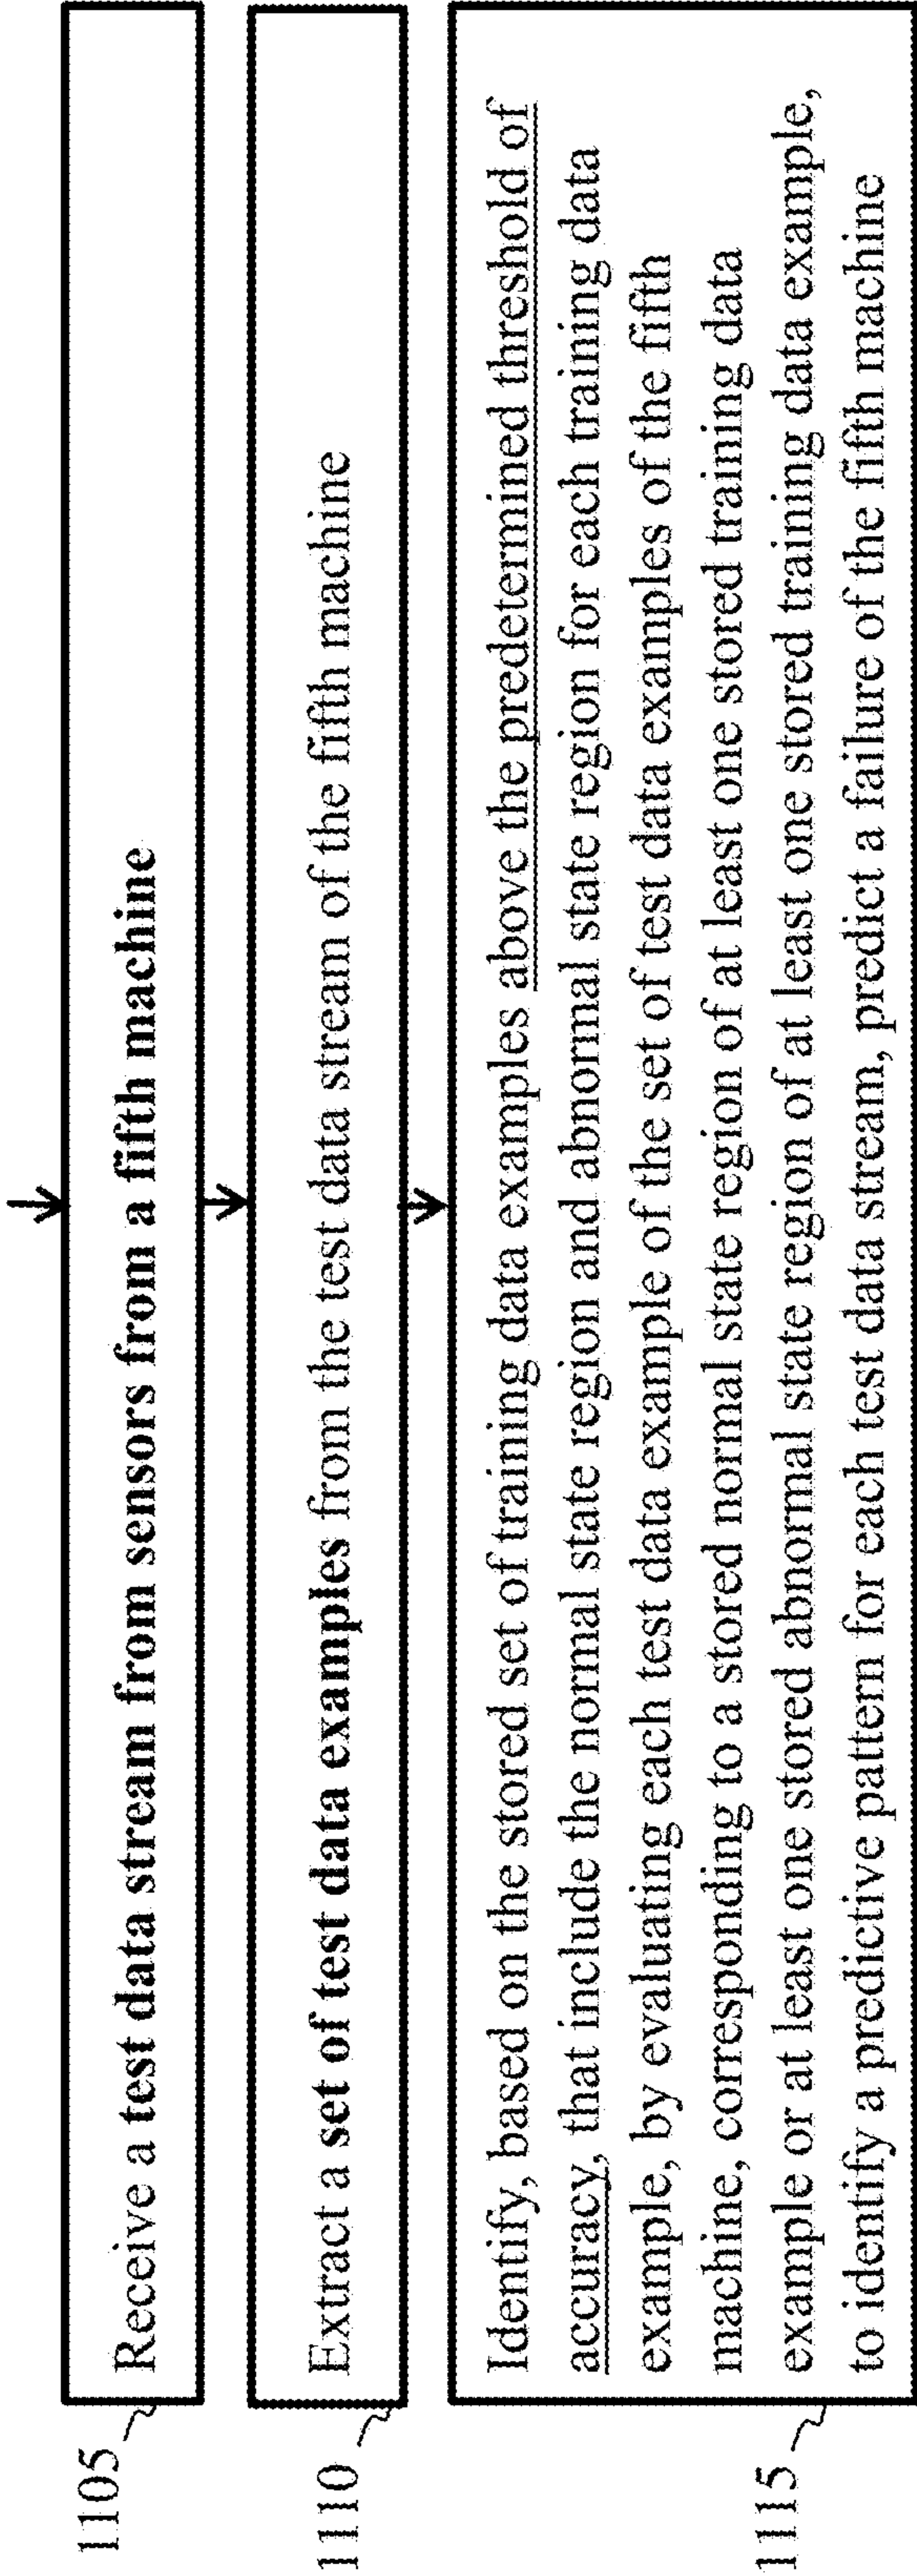 1105
Receive a test data stream from sensors from a fifth machine
1110
Extract a set of test data examples from the test data stream of the fifth machine
1115
Identify, based on the stored set of training data examples above the predetermined threshold of
accuracy, that include the normal state region and abnormal state region for each training data
example, by evaluating each test data example of the set of test data examples of the fifth
machine, corresponding to a stored normal state region of at least one stored training data
example or at least one stored abnormal state region of at least one stored training data example,
to identify a predictive pattern for each test data stream, predict a failure of the fifth machine